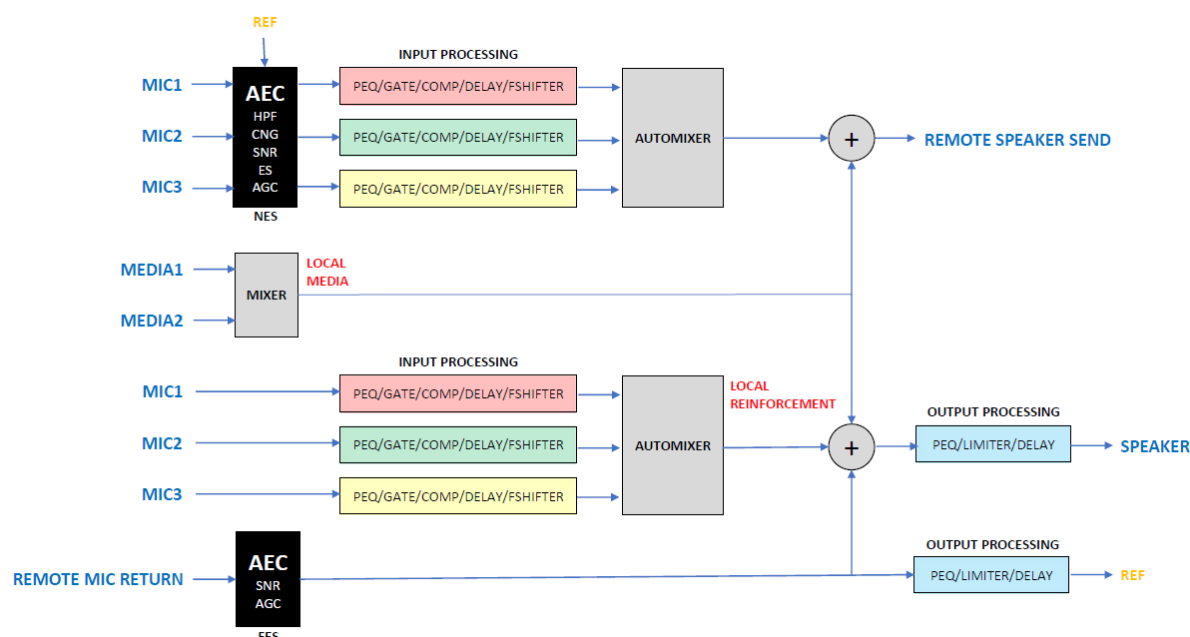 REF
INPUT PROCESSING
MIC1
AEC
PEQ/GATE/COMP/DELAY/FSHIFTER
HPF
MIC2
CNG
PEQ/GATE/COMP/DELAY/FSHIFTER
AUTOMIXER
+
REMOTE SPEAKER SEND
SNR
ES
MIC3
AGC
PEQ/GATE/COMP/DELAY/FSHIFTER
NES
MEDIA1
LOCAL
MEDIA
MIXER
MEDIA2
INPUT PROCESSING
MIC1
PEQ/GATE/COMP/DELAY/FSHIFTER
LOCAL
REINFORCEMENT
OUTPUT PROCESSING
MIC2
PEQ/GATE/COMP/DELAY/FSHIFTER
AUTOMIXER
+
PEQ/LIMITER/DELAY
SPEAKER
MIC3
PEQ/GATE/COMP/DELAY/FSHIFTER
OUTPUT PROCESSING
REMOTE MIC RETURN
AEC
SNR
AGC
PEQ/LIMITER/DELAY
REF